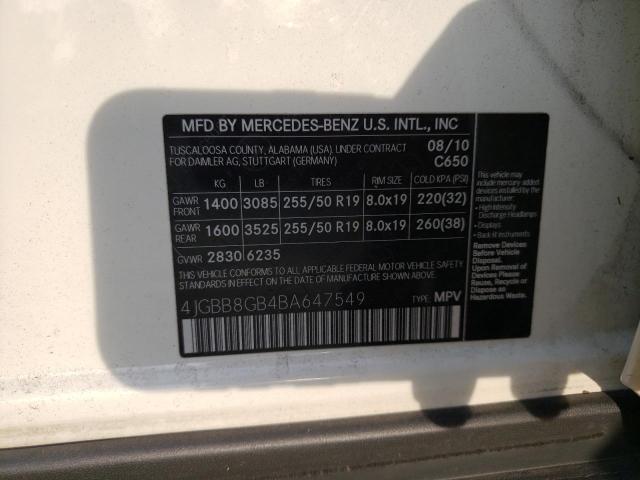 MFD BY MERCEDES-BENZ U.S. INTL., INC
TUSCALOOSA COUNTY, ALABAMA (USA). UNDER CONTRACT 08/10
FOR DAIMLER AG, STUTTGART (GERMANY) C650
KG LB TIRES RIM SIZE COLD KPA (PSI)
GAWR FRONT 1400 3085 255/50 R19 8.0x19 220(32)
GAWR REAR 1600 3525 255/50 R19 8.0x19 260(38)
GVWR 2830 6235
THIS VEHICLE CONFORMS TO ALL APPLICABLE FEDERAL MOTOR VEHICLE SAFETY
IN EFFECT ON THE DATE OF MANUFACTURE SHOWN ABOVE.
4JGBB8GB4BA647549 TYPE: MPV
This vehicle may
include mercury-added
devices installed by
the manufacturer:
• High Intensity
Discharge Headlamps
• Displays
• Back lit instruments
Remove Devices
Before Vehicle
Disposal.
Upon Removal of
Devices Please
Reuse, Recycle or
Dispose as
Hazardous Waste.